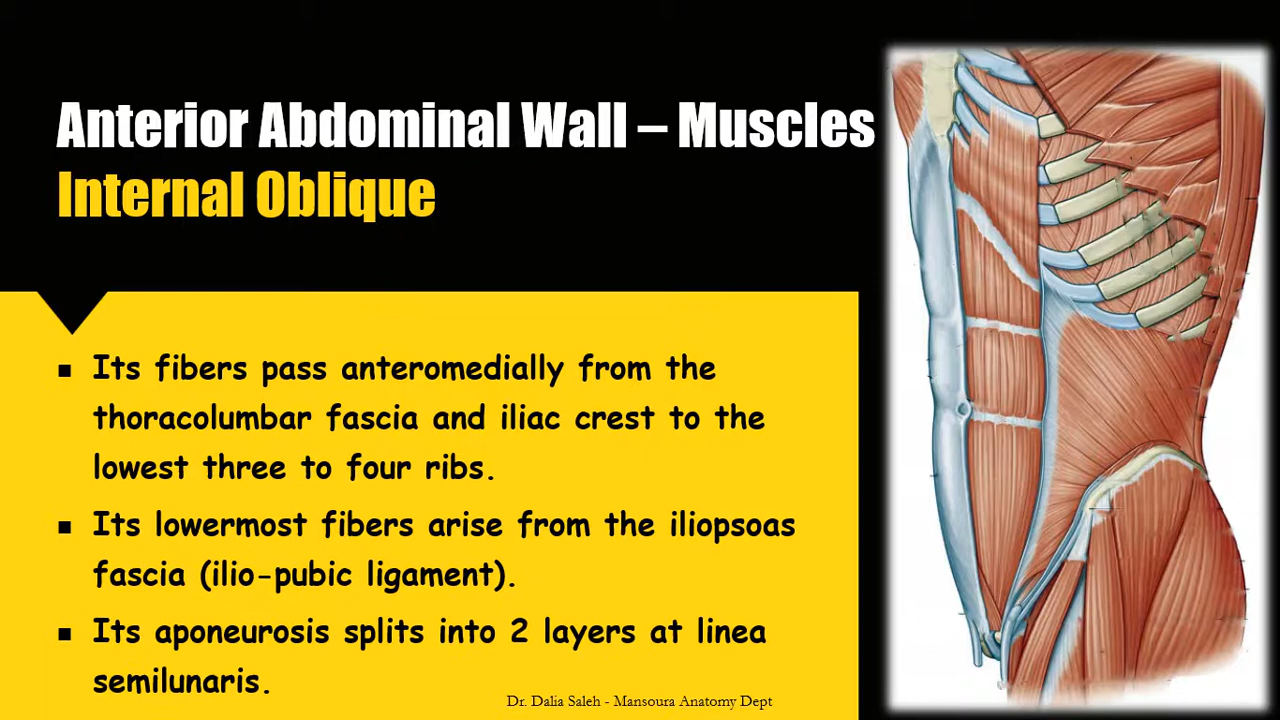 Anterior Abdominal Wall – Muscles
Internal Oblique
▪ Its fibers pass anteromedially from the
thoracolumbar fascia and iliac crest to the
lowest three to four ribs.
▪ Its lowermost fibers arise from the iliopsoas
fascia (ilio-pubic ligament).
▪ Its aponeurosis splits into 2 layers at linea
semilunaris.
Dr. Dalia Saleh - Mansoura Anatomy Dept